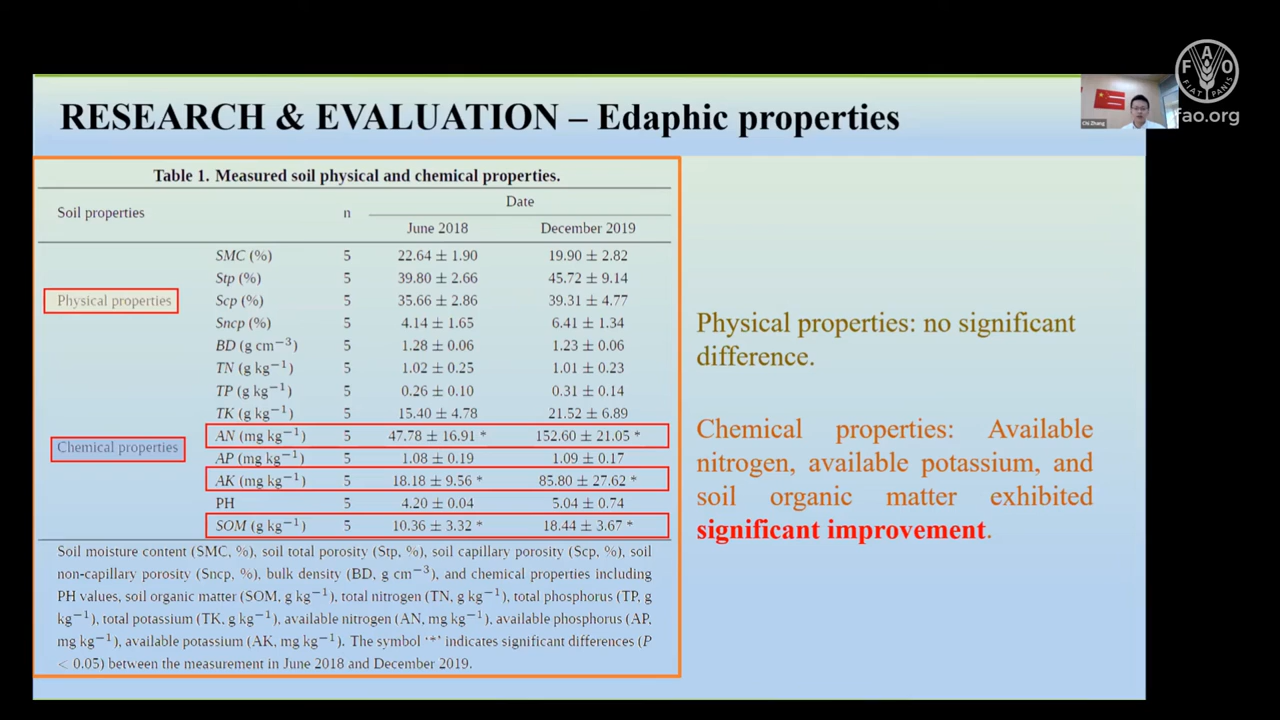 RESEARCH & EVALUATION – Edaphic properties
Chi Zhang
FAO
FIAT PANIS
fao.org
Table 1. Measured soil physical and chemical properties.
Soil properties n Date
June 2018 December 2019
SMC (%) 5 22.64 ± 1.90 19.90 ± 2.82
Stp (%) 5 39.80 ± 2.66 45.72 ± 9.14
Physical properties Scp (%) 5 35.66 ± 2.86 39.31 ± 4.77
Sncp (%) 5 4.14 ± 1.65 6.41 ± 1.34
BD (g cm⁻³) 5 1.28 ± 0.06 1.23 ± 0.06
TN (g kg⁻¹) 5 1.02 ± 0.25 1.01 ± 0.23
TP (g kg⁻¹) 5 0.26 ± 0.10 0.31 ± 0.14
TK (g kg⁻¹) 5 15.40 ± 4.78 21.52 ± 6.89
AN (mg kg⁻¹) 5 47.78 ± 16.91 * 152.60 ± 21.05 *
Chemical properties AP (mg kg⁻¹) 5 1.08 ± 0.19 1.09 ± 0.17
AK (mg kg⁻¹) 5 18.18 ± 9.56 * 85.80 ± 27.62 *
PH 5 4.20 ± 0.04 5.04 ± 0.74
SOM (g kg⁻¹) 5 10.36 ± 3.32 * 18.44 ± 3.67 *
Soil moisture content (SMC, %), soil total porosity (Stp, %), soil capillary porosity (Scp, %), soil
non-capillary porosity (Sncp, %), bulk density (BD, g cm⁻³), and chemical properties including
PH values, soil organic matter (SOM, g kg⁻¹), total nitrogen (TN, g kg⁻¹), total phosphorus (TP, g
kg⁻¹), total potassium (TK, g kg⁻¹), available nitrogen (AN, mg kg⁻¹), available phosphorus (AP,
mg kg⁻¹), available potassium (AK, mg kg⁻¹). The symbol ‘*’ indicates significant differences (P
< 0.05) between the measurement in June 2018 and December 2019.
Physical properties: no significant
difference.
Chemical properties: Available
nitrogen, available potassium, and
soil organic matter exhibited
significant improvement.